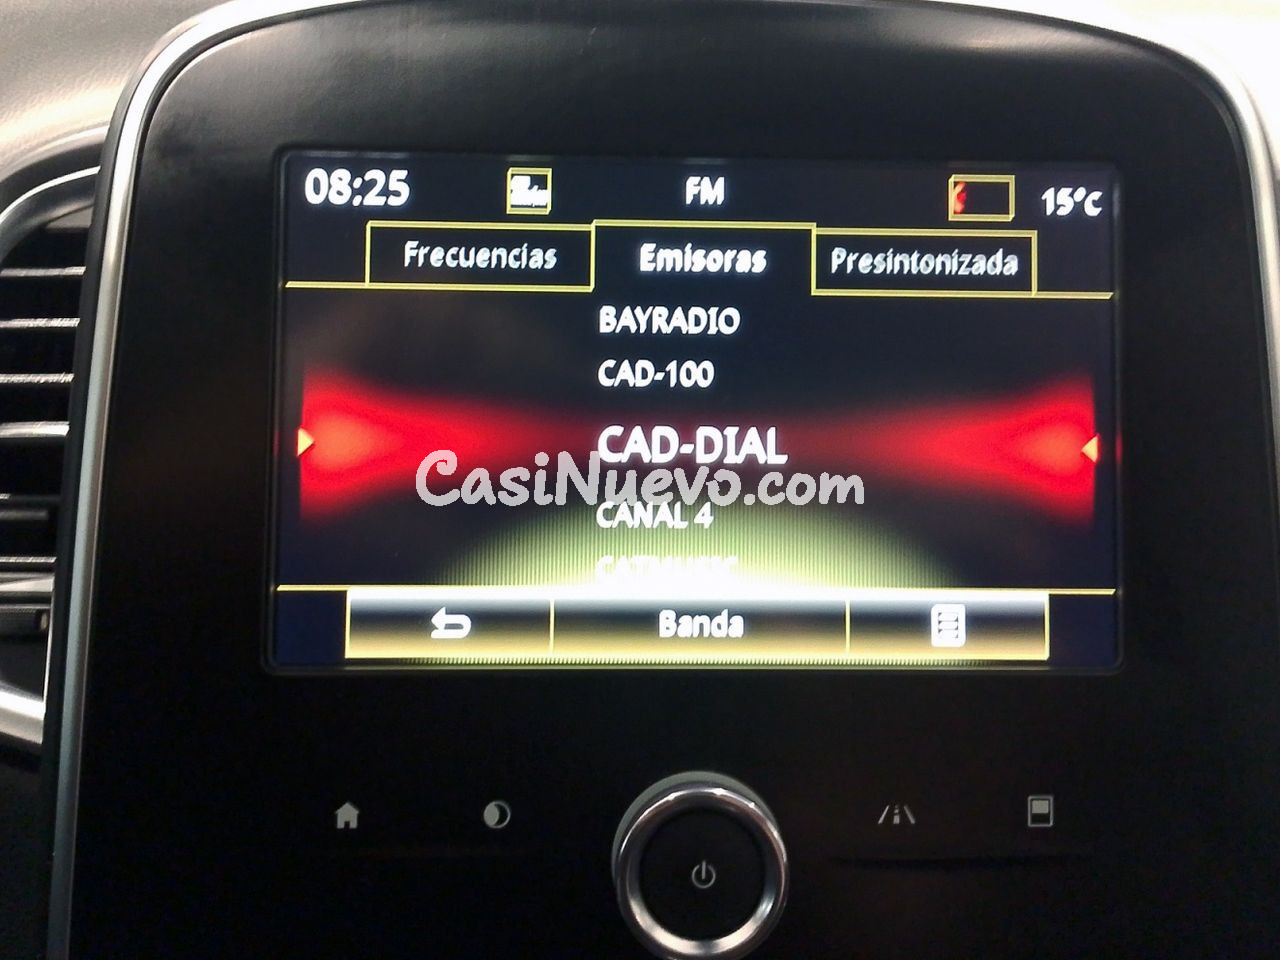 08:25 FM 15°C
Frecuencias Emisoras Presintonizada
BAYRADIO
CAD-100
CAD-DIAL
CasiNuevo.com
CANAL 4
Banda